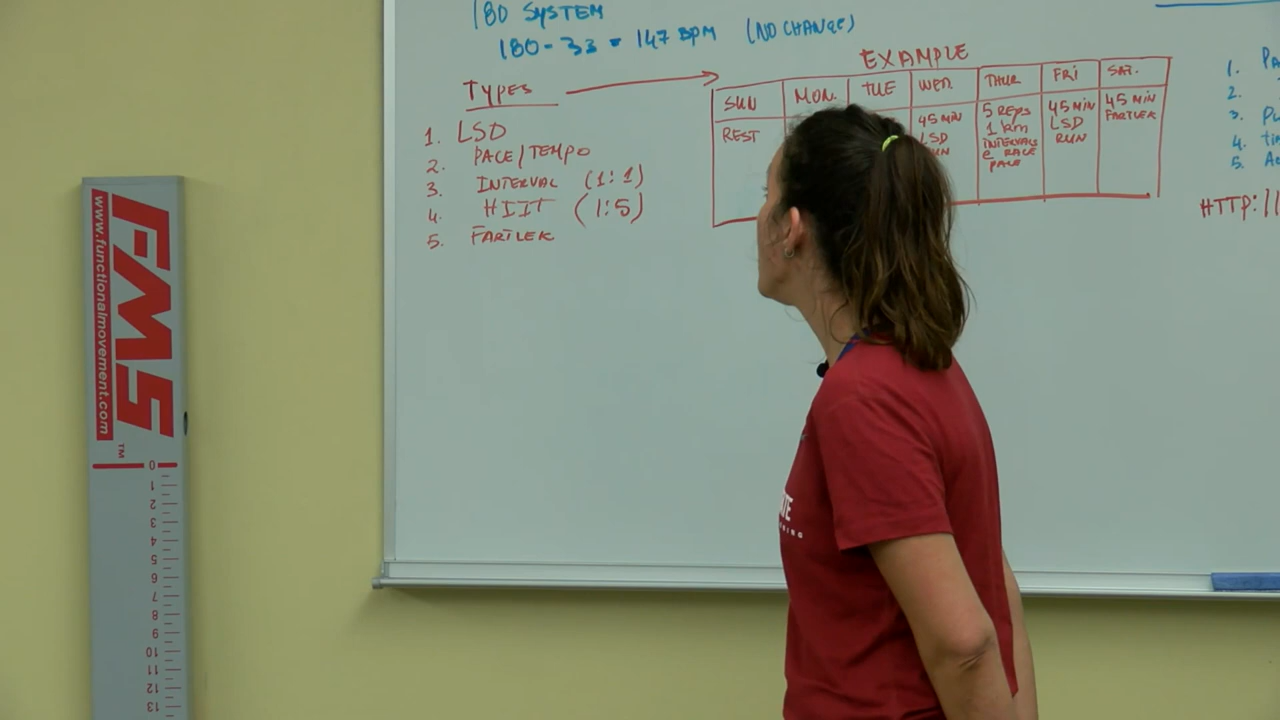 180 SYSTEM
180 - 33 = 147 BPM (NO CHANGE)
TYPES
1. LSD
2. PACE/TEMPO
3. INTERVAL (1:1)
4. HIIT (1:5)
5. FARTLEK
EXAMPLE
SUN MON. TUE WED. THUR FRI SAT.
REST
45 MIN
LSD
5 REPS
1 km
INTERVALS
@ RACE
PACE
45 MIN
LSD
RUN
45 MIN
FARTLEK
1.
2.
3.
4.
5.
HTTP://
FMS
www.functionalmovement.com
TM
0
1
2
3
4
5
6
7
8
9
10
11
12
13